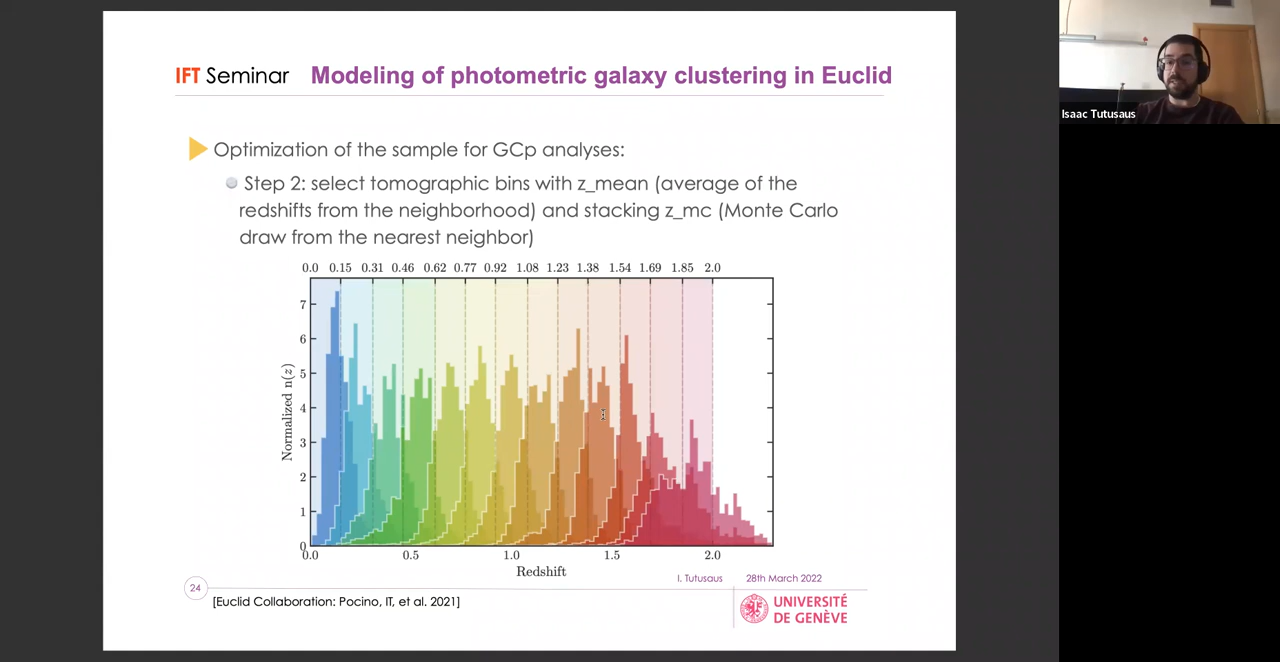 IFT Seminar Modeling of photometric galaxy clustering in Euclid
Isaac Tutusaus
Optimization of the sample for GCp analyses:
Step 2: select tomographic bins with z_mean (average of the
redshifts from the neighborhood) and stacking z_mc (Monte Carlo
draw from the nearest neighbor)
0.0 0.15 0.31 0.46 0.62 0.77 0.92 1.08 1.23 1.38 1.54 1.69 1.85 2.0
7
6
5
4
3
2
1
0
Normalized n(z)
0.0 0.5 1.0 1.5 2.0
Redshift
I. Tutusaus 28th March 2022
24
[Euclid Collaboration: Pocino, IT, et al. 2021]
UNIVERSITÉ
DE GENÈVE